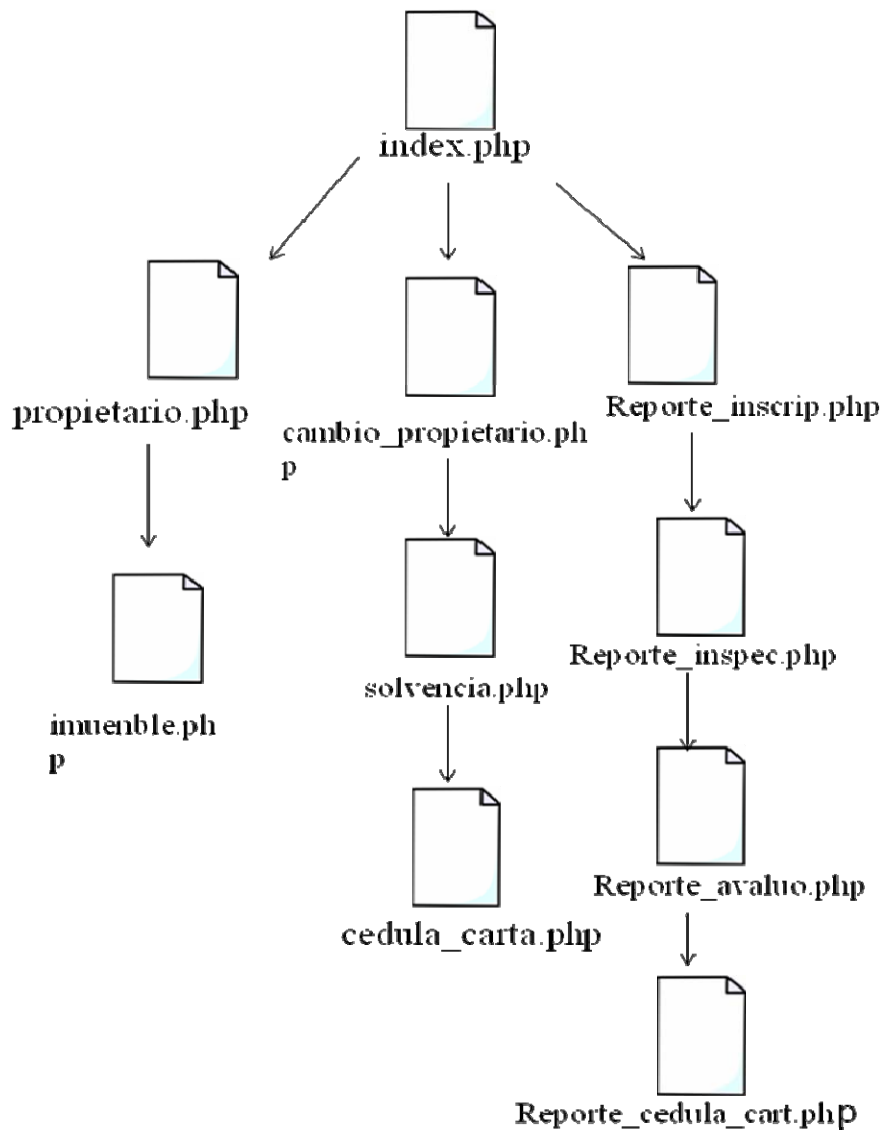 index.php
propietario.php
cambio_propietario.ph
p
Reporte_inscrip.php
imuenble.ph
p
solvencia.php
Reporte_inspec.php
cedula_carta.php
Reporte_avaluo.php
Reporte_cedula_cart.php